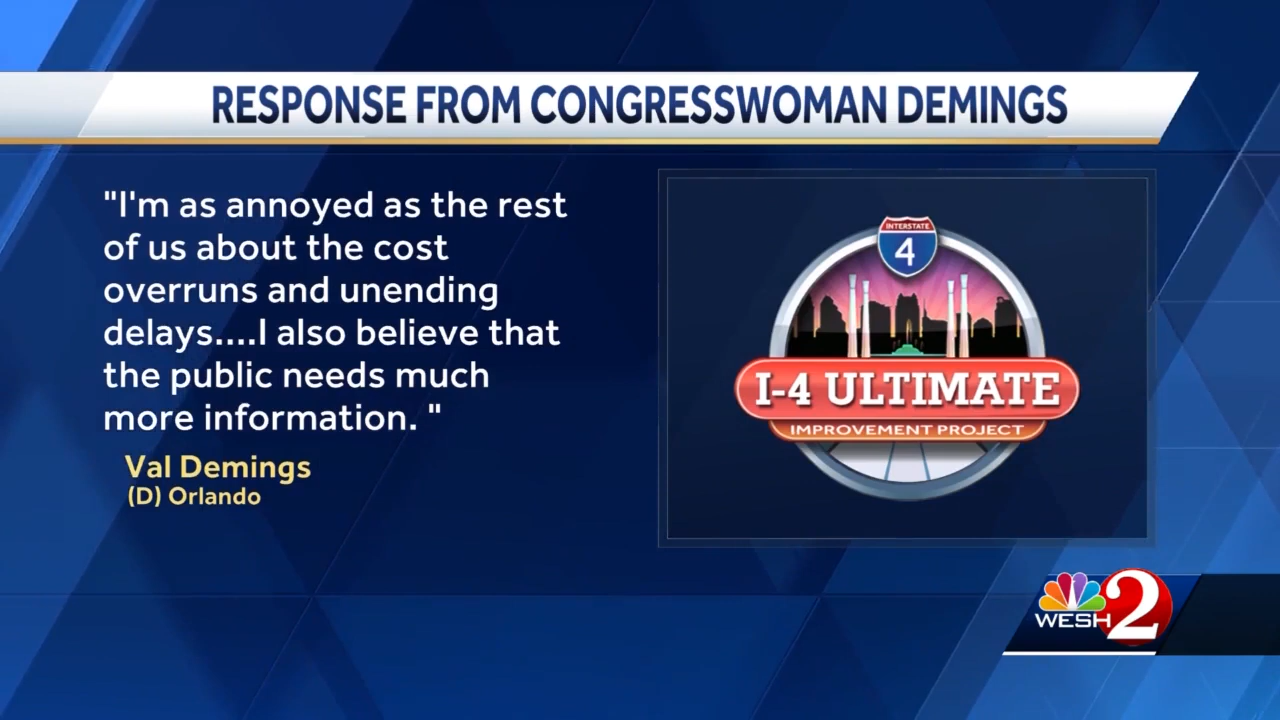 RESPONSE FROM CONGRESSWOMAN DEMINGS
"I'm as annoyed as the rest
of us about the cost
overruns and unending
delays....I also believe that
the public needs much
more information. "
Val Demings
(D) Orlando
INTERSTATE
4
I-4 ULTIMATE
IMPROVEMENT PROJECT
WESH 2